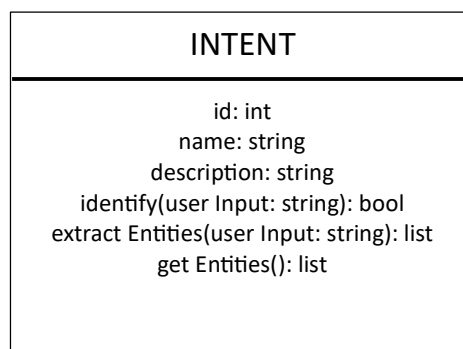 INTENT
id: int
name: string
description: string
identify(user Input: string): bool
extract Entities(user Input: string): list
get Entities(): list